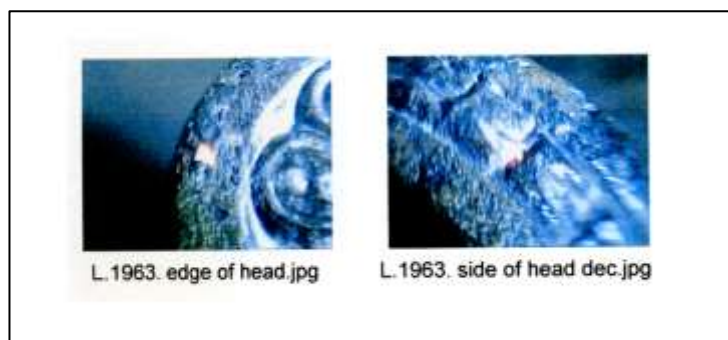 L.1963. edge of head.jpg
L.1963. side of head dec.jpg